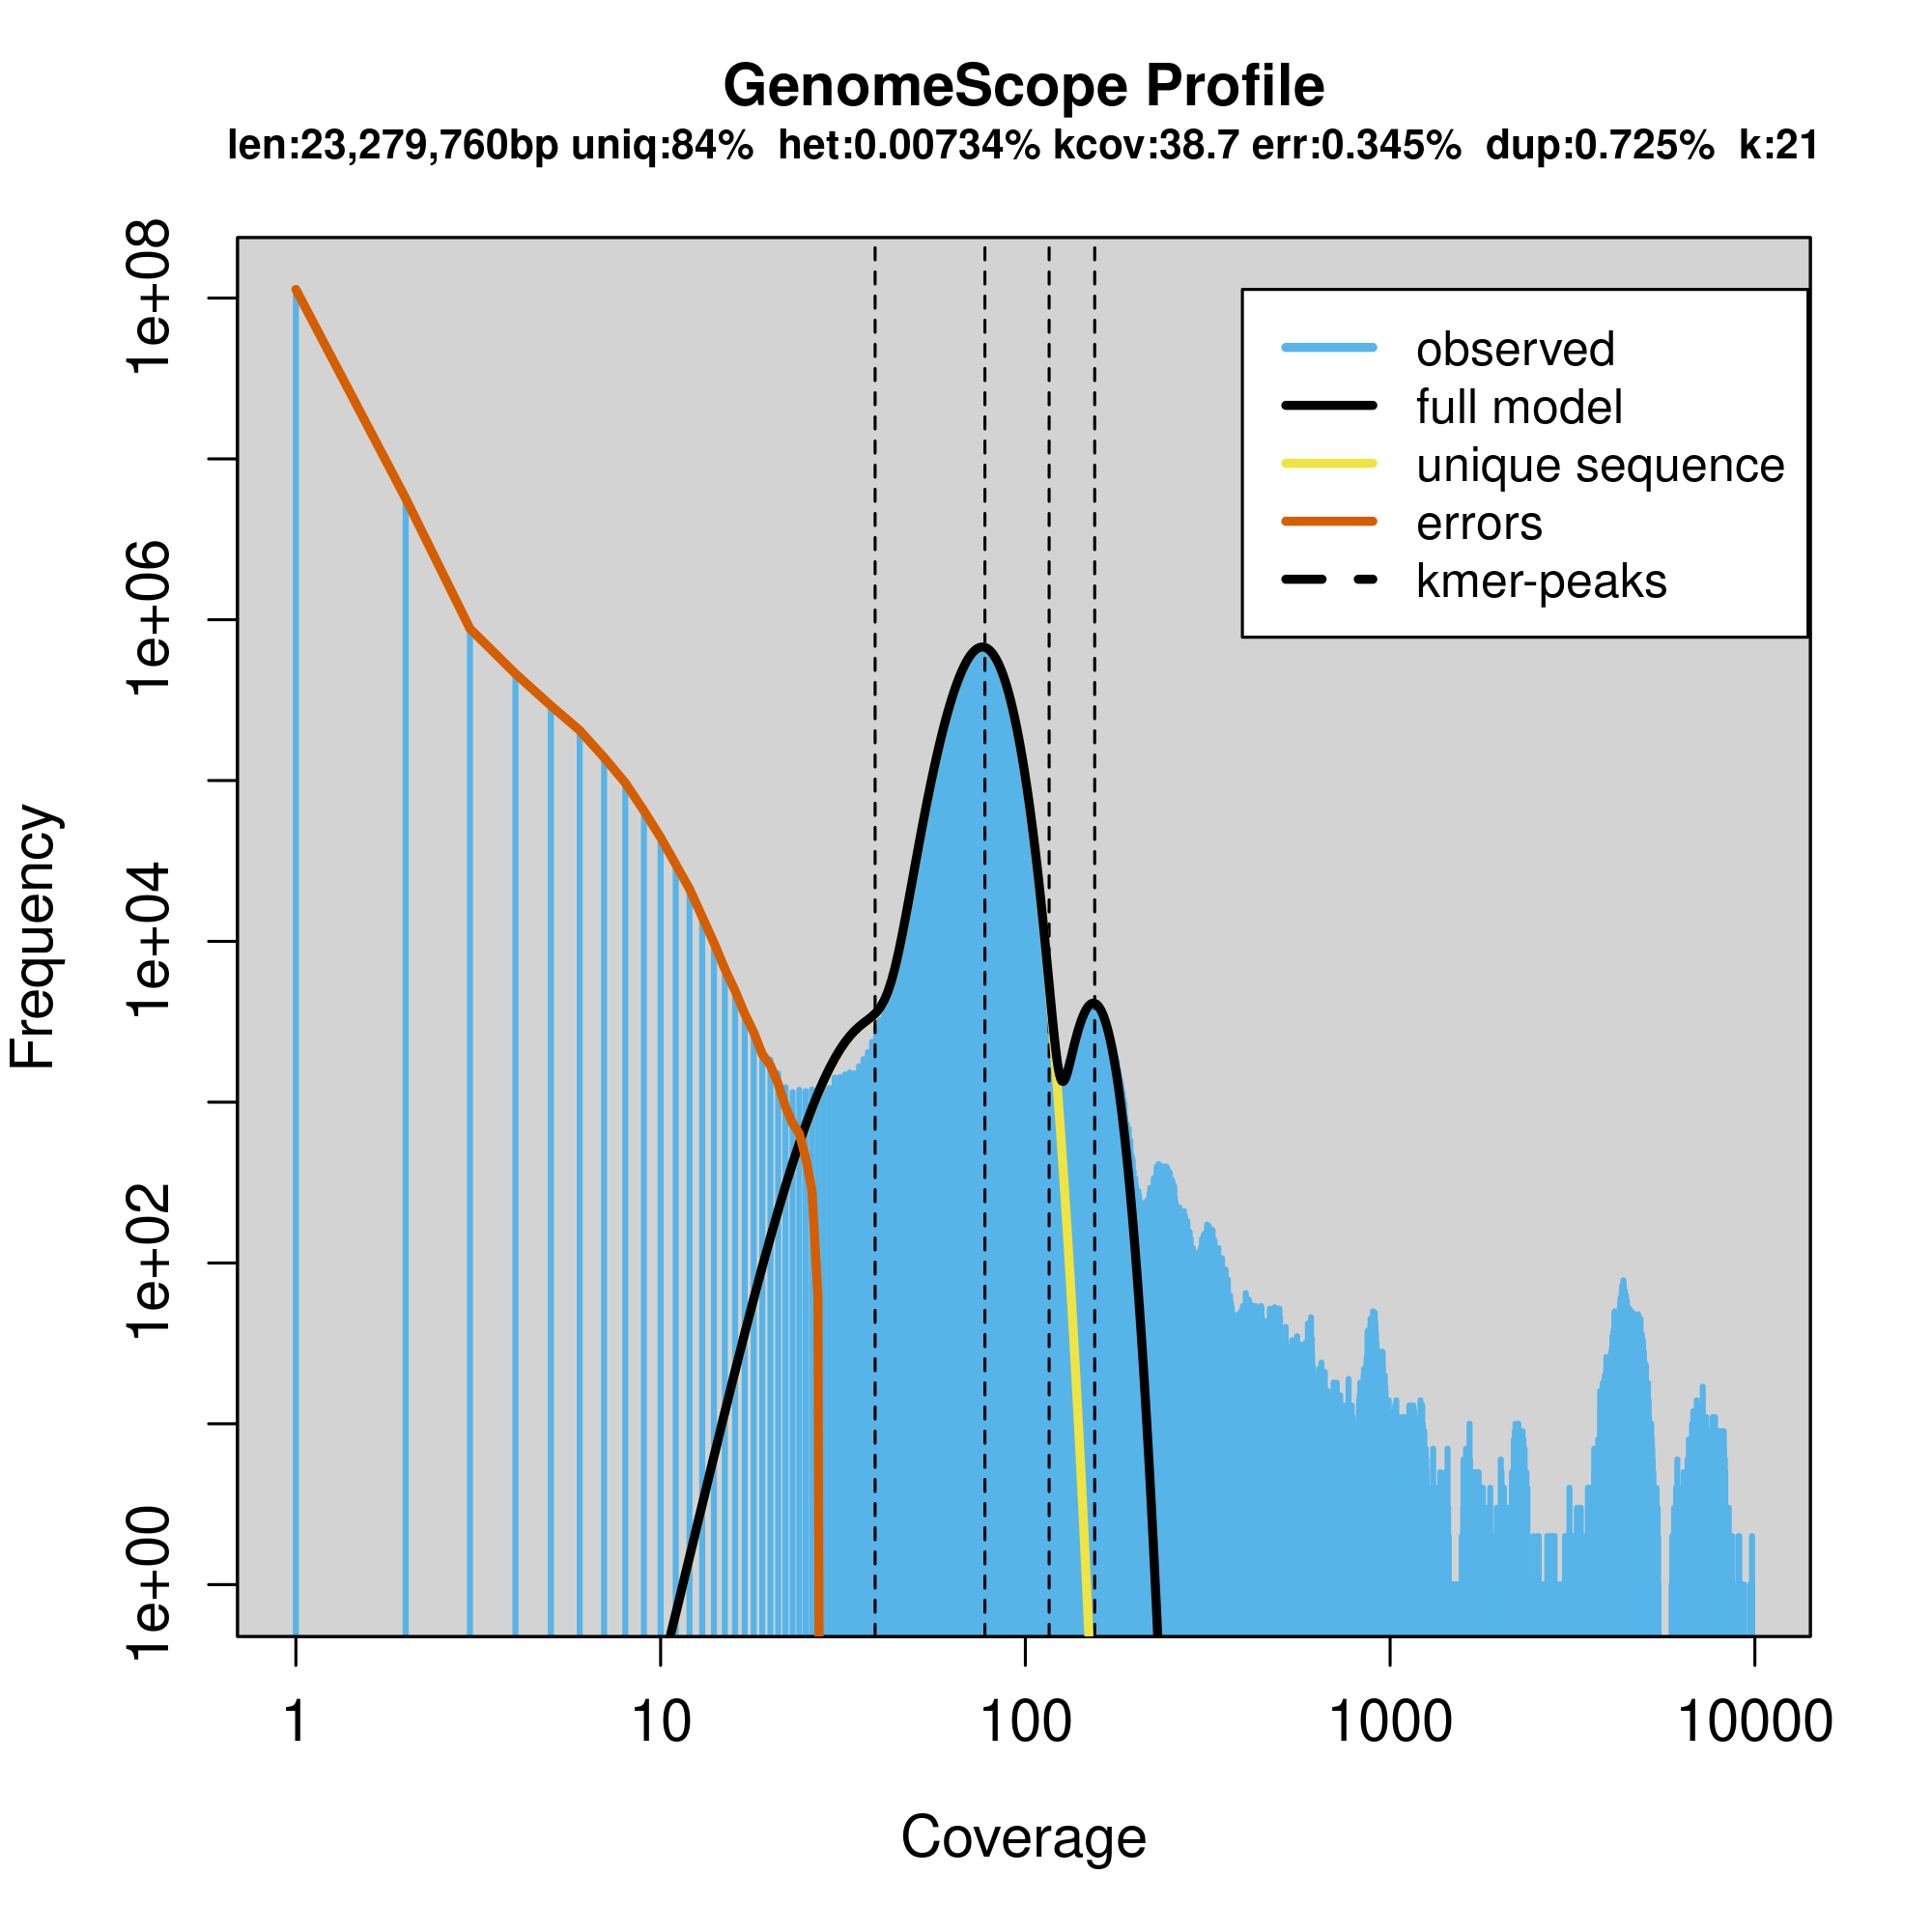 GenomeScope Profile
len:23,279,760bp uniq:84% het:0.00734% kcov:38.7 err:0.345% dup:0.725% k:21
1e+08
1e+06
1e+04
1e+02
1e+00
Frequency
observed
full model
unique sequence
errors
kmer-peaks
1
10
100
1000
10000
Coverage